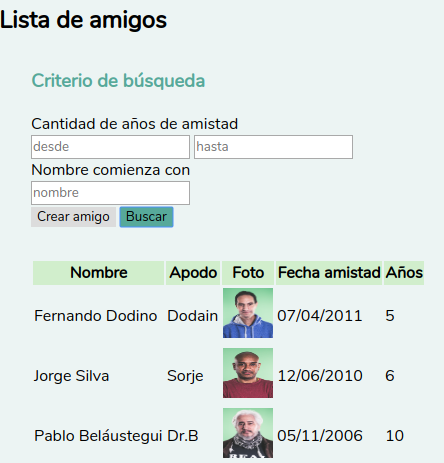 Lista de amigos
Criterio de búsqueda
Cantidad de años de amistad
desde hasta
Nombre comienza con
nombre
Crear amigo Buscar
Nombre Apodo Foto Fecha amistad Años
Fernando Dodino Dodain 07/04/2011 5
Jorge Silva Sorje 12/06/2010 6
Pablo Beláustegui Dr.B 05/11/2006 10